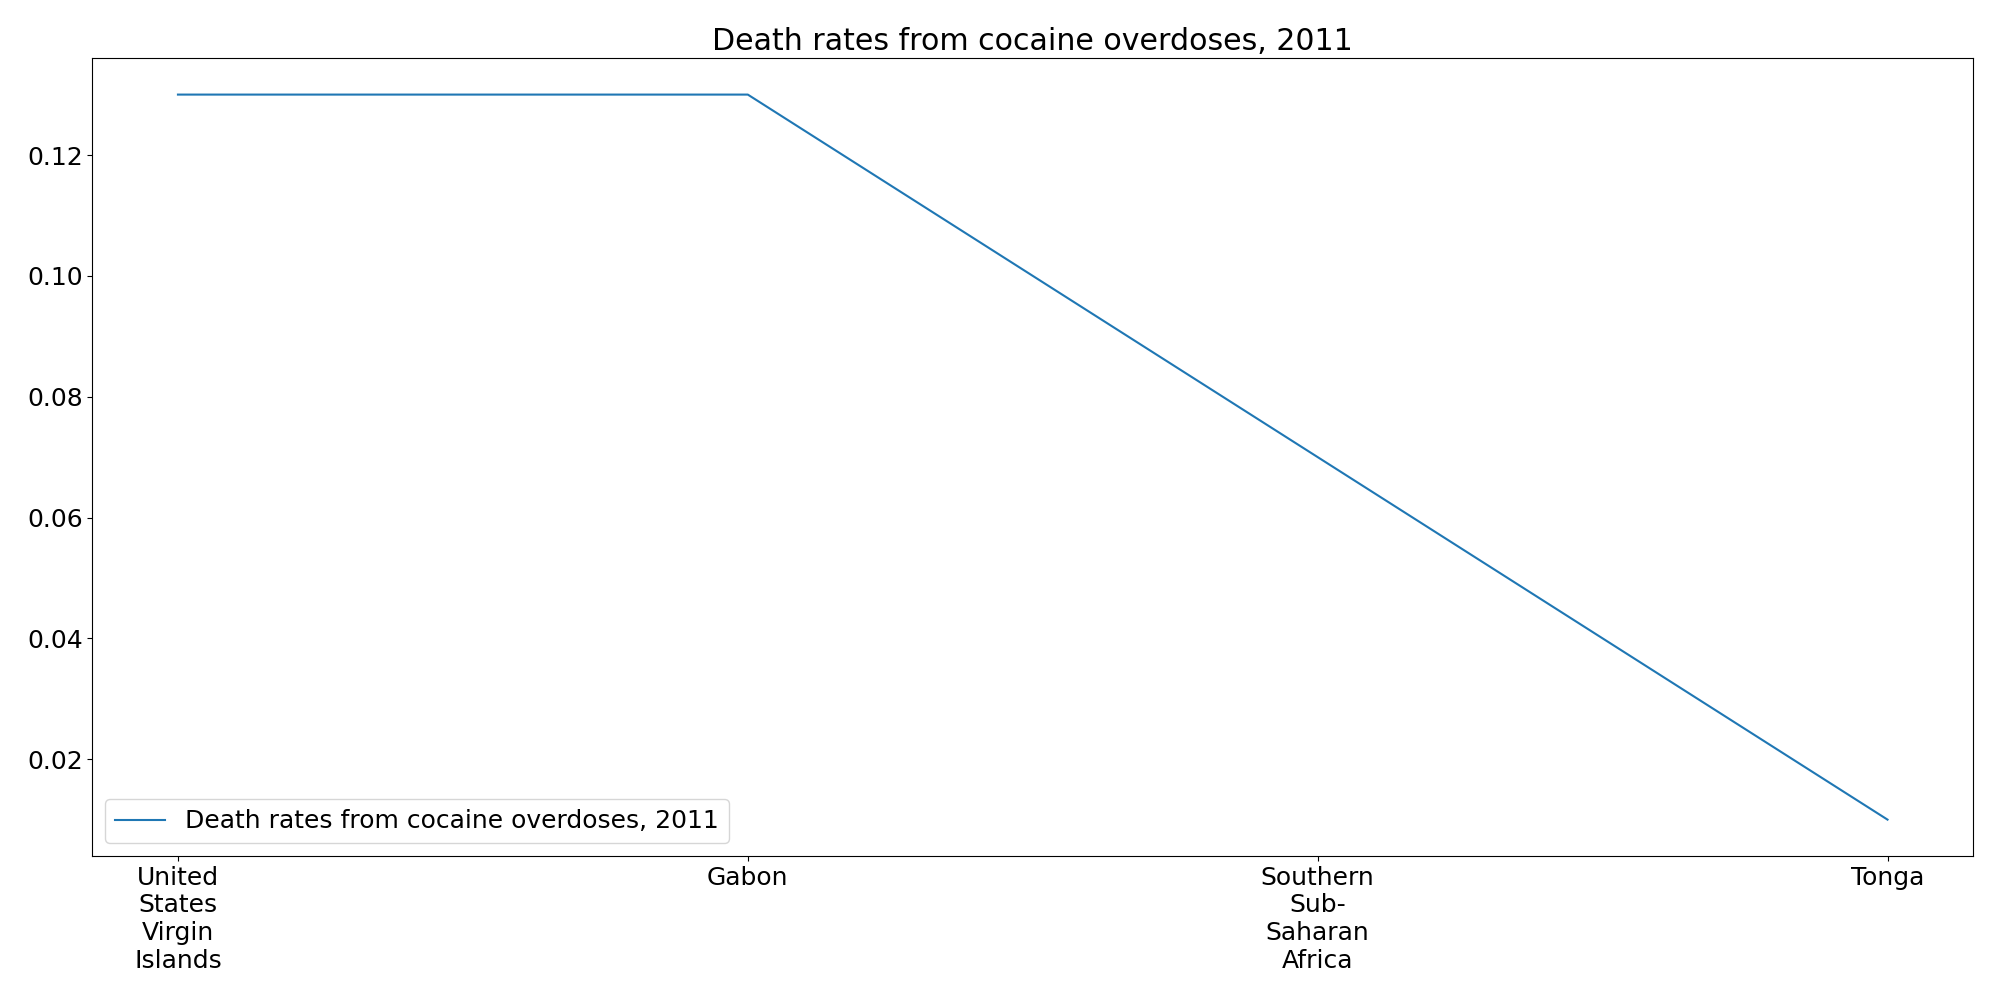 Death rates from cocaine overdoses, 2011
0.12
0.10
0.08
0.06
0.04
0.02
Death rates from cocaine overdoses, 2011
United
States
Virgin
Islands
Gabon
Southern
Sub-
Saharan
Africa
Tonga